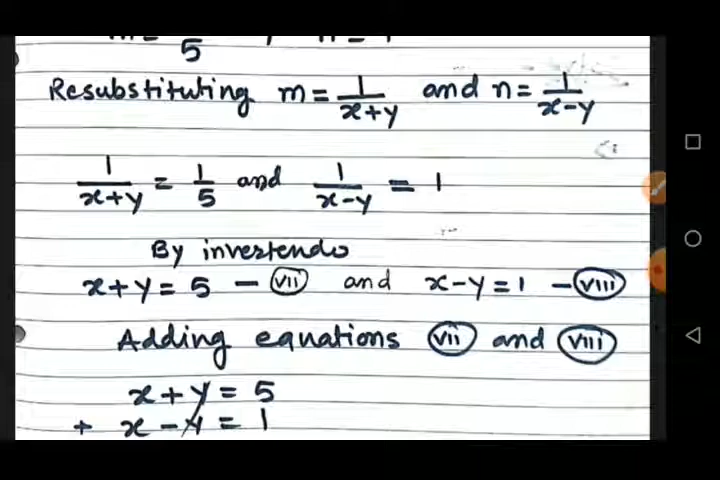 5
Resubstituting m = 1/(x+y) and n = 1/(x-y)
1/(x+y) = 1/5 and 1/(x-y) = 1
By invertendo
x + y = 5 — (vii) and x - y = 1 — (viii)
Adding equations (vii) and (viii)
x + y = 5
+ x - y = 1